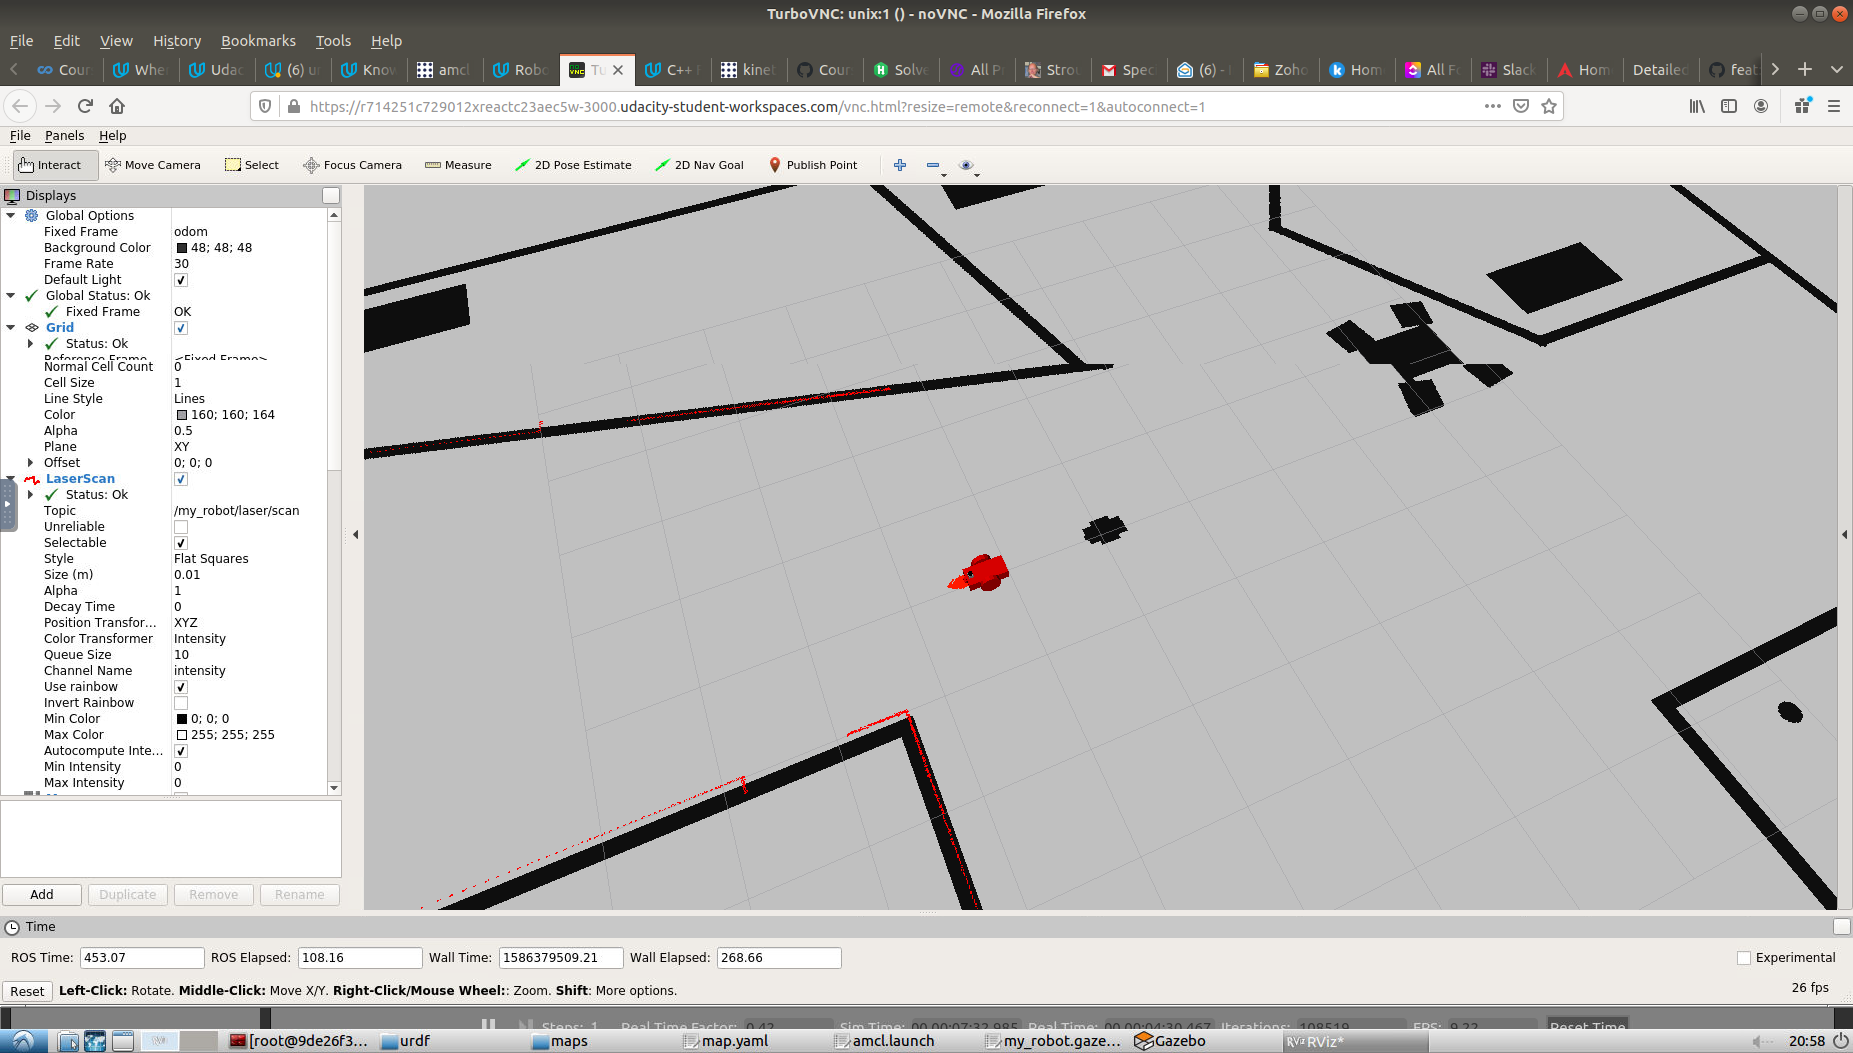 TurboVNC: unix:1 () - noVNC - Mozilla Firefox
File Edit View History Bookmarks Tools Help
Cour Whe Udac (6) u Kno amcl Robo Tu C++ kinet Cour Solve All P Strou Spec (6) - Zoho Hom All Fo Slack Hom Detailed feat
https://r714251c729012xreactc23aec5w-3000.udacity-student-workspaces.com/vnc.html?resize=remote&reconnect=1&autoconnect=1
File Panels Help
Interact Move Camera Select Focus Camera Measure 2D Pose Estimate 2D Nav Goal Publish Point
Displays
Global Options
Fixed Frame odom
Background Color 48; 48; 48
Frame Rate 30
Default Light
Global Status: Ok
Fixed Frame OK
Grid
Status: Ok
Reference Frame <Fixed Frame>
Normal Cell Count 0
Cell Size 1
Line Style Lines
Color 160; 160; 164
Alpha 0.5
Plane XY
Offset 0; 0; 0
LaserScan
Status: Ok
Topic /my_robot/laser/scan
Unreliable
Selectable
Style Flat Squares
Size (m) 0.01
Alpha 1
Decay Time 0
Position Transfor... XYZ
Color Transformer Intensity
Queue Size 10
Channel Name intensity
Use rainbow
Invert Rainbow
Min Color 0; 0; 0
Max Color 255; 255; 255
Autocompute Inte...
Min Intensity 0
Max Intensity 0
Add Duplicate Remove Rename
Time
ROS Time: 453.07 ROS Elapsed: 108.16 Wall Time: 1586379509.21 Wall Elapsed: 268.66 Experimental
Reset Left-Click: Rotate. Middle-Click: Move X/Y. Right-Click/Mouse Wheel:: Zoom. Shift: More options. 26 fps
Steps: 1 Real Time Factor: 0.42 Sim Time: 00 00:07:32.985 Real Time: 00 00:04:30.467 Iterations: 108519 FPS: 9.22 Reset Time
[root@9de26f3... urdf maps map.yaml amcl.launch my_robot.gaze... Gazebo RViz RViz* 20:58